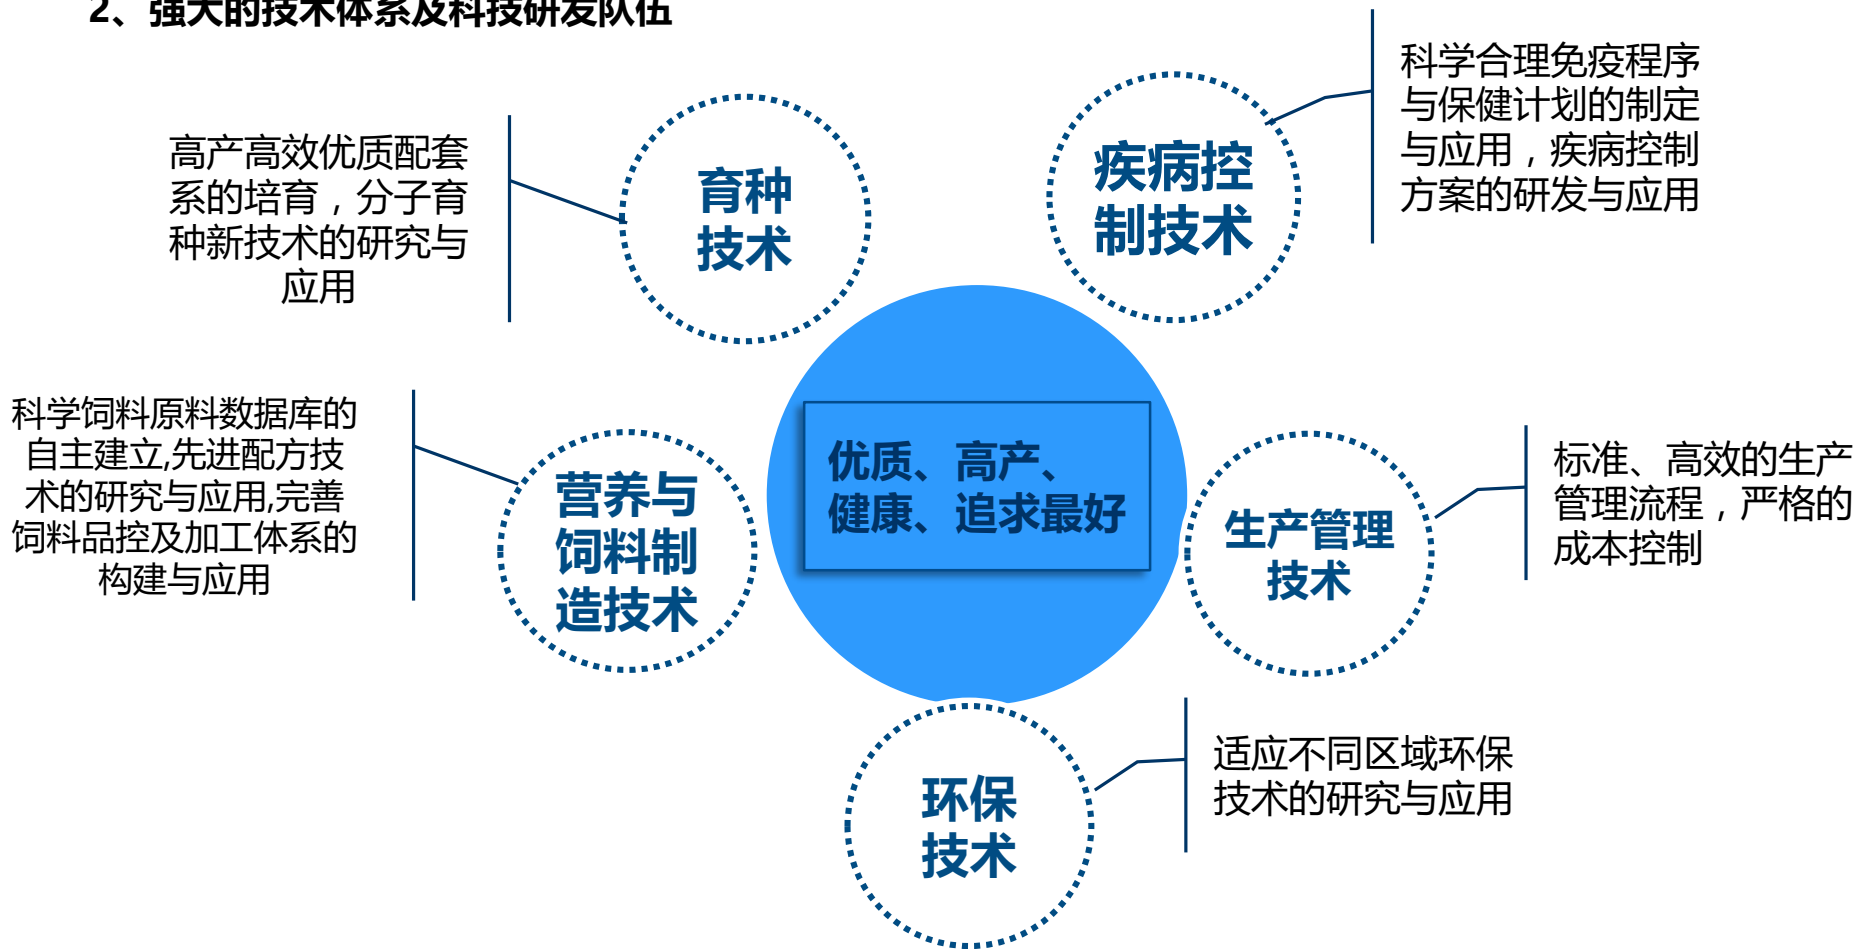 2、强大的技术体系及科技研发队伍
高产高效优质配套
系的培育，分子育
种新技术的研究与
应用
育种
技术
疾病控
制技术
科学合理免疫程序
与保健计划的制定
与应用，疾病控制
方案的研发与应用
科学饲料原料数据库的
自主建立,先进配方技
术的研究与应用,完善
饲料品控及加工体系的
构建与应用
营养与
饲料制
造技术
优质、高产、
健康、追求最好
生产管理
技术
标准、高效的生产
管理流程，严格的
成本控制
环保
技术
适应不同区域环保
技术的研究与应用